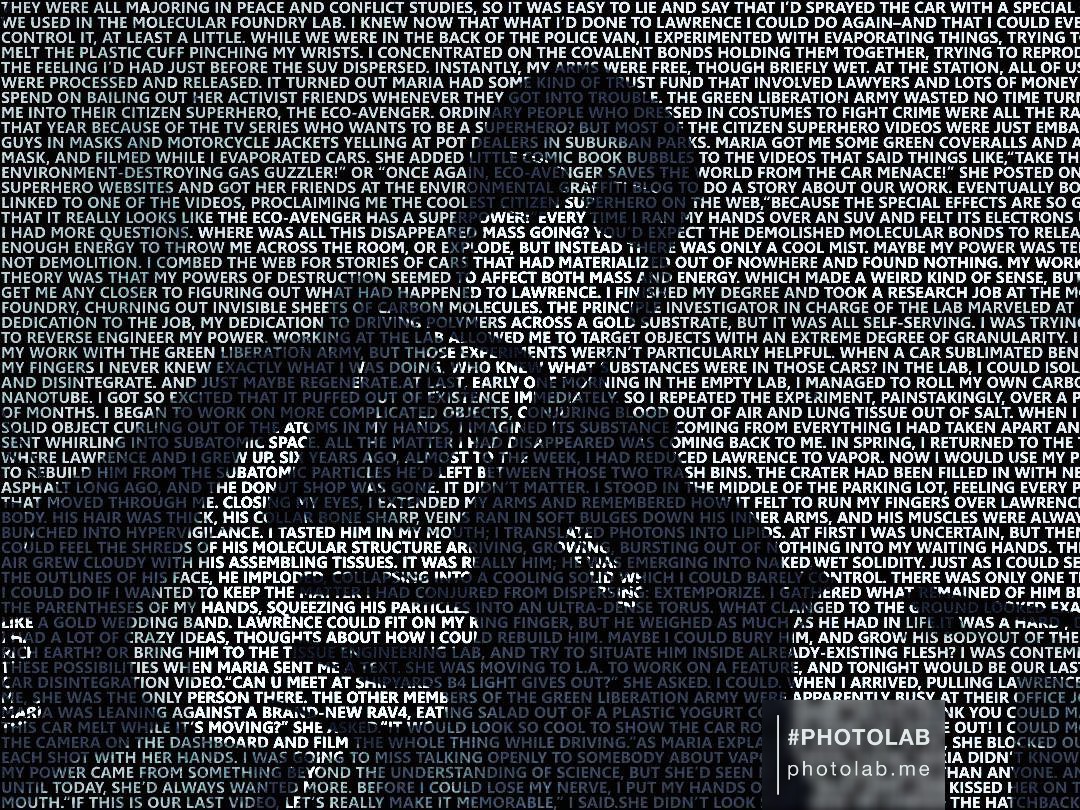 THEY WERE ALL MAJORING IN PEACE AND CONFLICT STUDIES, SO IT WAS EASY TO LIE AND SAY THAT I'D SPRAYED THE CAR WITH A SPECIAL
WE USED IN THE MOLECULAR FOUNDRY LAB. I KNEW NOW THAT WHAT I'D DONE TO LAWRENCE I COULD DO AGAIN—AND THAT I COULD EVE
CONTROL IT, AT LEAST A LITTLE. WHILE WE WERE IN THE BACK OF THE POLICE VAN, I EXPERIMENTED WITH EVAPORATING THINGS, TRYING TO
MELT THE PLASTIC CUFF PINCHING MY WRISTS. I CONCENTRATED ON THE COVALENT BONDS HOLDING THEM TOGETHER, TRYING TO REPROD
THE FEELING I'D HAD JUST BEFORE THE SUV DISPERSED. INSTANTLY, MY ARMS WERE FREE, THOUGH BRIEFLY WET. AT THE STATION, ALL OF US
WERE PROCESSED AND RELEASED. IT TURNED OUT MARIA HAD SOME KIND OF TRUST FUND THAT INVOLVED LAWYERS AND LOTS OF MONEY
SPEND ON BAILING OUT HER ACTIVIST FRIENDS WHENEVER THEY GOT INTO TROUBLE. THE GREEN LIBERATION ARMY WASTED NO TIME TURN
ME INTO THEIR CITIZEN SUPERHERO, THE ECO-AVENGER. ORDINARY PEOPLE WHO DRESSED IN COSTUMES TO FIGHT CRIME WERE ALL THE RA
THAT YEAR BECAUSE OF THE TV SERIES WHO WANTS TO BE A SUPERHERO? BUT MOST OF THE CITIZEN SUPERHERO VIDEOS WERE JUST EMBA
GUYS IN MASKS AND MOTORCYCLE JACKETS YELLING AT POT DEALERS IN SUBURBAN PARKS. MARIA GOT ME SOME GREEN COVERALLS AND A
MASK, AND FILMED WHILE I EVAPORATED CARS. SHE ADDED LITTLE COMIC BOOK BUBBLES TO THE VIDEOS THAT SAID THINGS LIKE,"TAKE TH
ENVIRONMENT-DESTROYING GAS GUZZLER!" OR "ONCE AGAIN, ECO-AVENGER SAVES THE WORLD FROM THE CAR MENACE!" SHE POSTED ON
SUPERHERO WEBSITES AND GOT HER FRIENDS AT THE ENVIRONMENTAL GRAFFITI BLOG TO DO A STORY ABOUT OUR WORK. EVENTUALLY BO
LINKED TO ONE OF THE VIDEOS, PROCLAIMING ME THE COOLEST CITIZEN SUPERHERO ON THE WEB,"BECAUSE THE SPECIAL EFFECTS ARE SO G
THAT IT REALLY LOOKS LIKE THE ECO-AVENGER HAS A SUPERPOWER!" EVERY TIME I RAN MY HANDS OVER AN SUV AND FELT ITS ELECTRONS
I HAD MORE QUESTIONS. WHERE WAS ALL THIS DISAPPEARED MASS GOING? YOU'D EXPECT THE DEMOLISHED MOLECULAR BONDS TO RELEA
ENOUGH ENERGY TO THROW ME ACROSS THE ROOM, OR EXPLODE, BUT INSTEAD THERE WAS ONLY A COOL MIST. MAYBE MY POWER WAS TE
NOT DEMOLITION. I COMBED THE WEB FOR STORIES OF CARS THAT HAD MATERIALIZED OUT OF NOWHERE AND FOUND NOTHING. MY WORK
THEORY WAS THAT MY POWERS OF DESTRUCTION SEEMED TO AFFECT BOTH MASS AND ENERGY. WHICH MADE A WEIRD KIND OF SENSE, BUT
GET ME ANY CLOSER TO FIGURING OUT WHAT HAD HAPPENED TO LAWRENCE. I FINISHED MY DEGREE AND TOOK A RESEARCH JOB AT THE M
FOUNDRY, CHURNING OUT INVISIBLE SHEETS OF CARBON MOLECULES. THE PRINCIPLE INVESTIGATOR IN CHARGE OF THE LAB MARVELED AT
DEDICATION TO THE JOB, MY DEDICATION TO DRIVING POLYMERS ACROSS A GOLD SUBSTRATE, BUT IT WAS ALL SELF-SERVING. I WAS TRYING
TO REVERSE ENGINEER MY POWER. WORKING AT THE LAB ALLOWED ME TO TARGET OBJECTS WITH AN EXTREME DEGREE OF GRANULARITY. I
MY WORK WITH THE GREEN LIBERATION ARMY, BUT THOSE EXPERIMENTS WEREN'T PARTICULARLY HELPFUL. WHEN A CAR SUBLIMATED BEN
MY FINGERS I NEVER KNEW EXACTLY WHAT I WAS DOING. WHO KNEW WHAT SUBSTANCES WERE IN THOSE CARS? IN THE LAB, I COULD ISOL
AND DISINTEGRATE. AND JUST MAYBE REGENERATE AT LAST. EARLY ONE MORNING IN THE EMPTY LAB, I MANAGED TO ROLL MY OWN CARBO
NANOTUBE. I GOT SO EXCITED THAT IT PUFFED OUT OF EXISTENCE IMMEDIATELY. SO I REPEATED THE EXPERIMENT, PAINSTAKINGLY, OVER A P
OF MONTHS. I BEGAN TO WORK ON MORE COMPLICATED OBJECTS, CONJURING BLOOD OUT OF AIR AND LUNG TISSUE OUT OF SALT. WHEN I
SOLID OBJECT CURLING OUT OF THE ATOMS IN MY HANDS, I IMAGINED ITS SUBSTANCE COMING FROM EVERYTHING I HAD TAKEN APART AN
SENT WHIRLING INTO SUBATOMIC SPACE. ALL THE MATTER I HAD DISAPPEARED WAS COMING BACK TO ME. IN SPRING, I RETURNED TO THE
WHERE LAWRENCE AND I GREW UP. SIX YEARS AGO, ALMOST TO THE WEEK, I HAD REDUCED LAWRENCE TO VAPOR. NOW I WOULD USE MY P
TO REBUILD HIM FROM THE SUBATOMIC PARTICLES HE'D LEFT BETWEEN THOSE TWO TRASH BINS. THE CRATER HAD BEEN FILLED IN WITH NE
ASPHALT LONG AGO, AND THE DONUT SHOP WAS GONE. IT DIDN'T MATTER. I STOOD IN THE MIDDLE OF THE PARKING LOT, FEELING EVERY P
THAT MOVED THROUGH ME. CLOSING MY EYES, I EXTENDED MY ARMS AND REMEMBERED HOW IT FELT TO RUN MY FINGERS OVER LAWRENC
BODY. HIS HAIR WAS THICK, HIS COLLARBONE SHARP, VEINS RAN IN SOFT BULGES DOWN HIS INNER ARMS, AND HIS MUSCLES WERE ALWAY
BUNCHED INTO HYPERVIGILANCE. I TASTED HIM IN MY MOUTH; I TRANSLATED PHOTONS INTO LIPIDS. AT FIRST I WAS UNCERTAIN, BUT THEN
COULD FEEL THE SHREDS OF HIS MOLECULAR STRUCTURE ARRIVING, GROWING, BURSTING OUT OF NOTHING INTO MY WAITING HANDS. TH
AIR GREW CLOUDY WITH HIS ASSEMBLING TISSUES. IT WAS REALLY HIM; HE WAS EMERGING NAKED WET SOLIDITY. JUST AS I COULD SE
THE OUTLINES OF HIS FACE, HE IMPLODED, COLLAPSING INTO A COOLING SOLID WHICH I COULD BARELY CONTROL. THERE WAS ONLY ONE T
I COULD DO IF I WANTED TO KEEP THE MATTER I HAD CONJURED FROM DISPERSING: EXTEMPORIZE. I GATHERED WHAT REMAINED OF HIM B
THE PARENTHESES OF MY HANDS, SQUEEZING HIS PARTICLES INTO AN ULTRA-DENSE TORUS. WHAT CLANGED TO THE GROUND LOOKED EXA
LIKE A GOLD WEDDING BAND. LAWRENCE COULD FIT ON MY RING FINGER, BUT HE WEIGHED AS MUCH AS HE HAD IN LIFE. IT WAS A HARD
I HAD A LOT OF CRAZY IDEAS, THOUGHTS ABOUT HOW I COULD REBUILD HIM. MAYBE I COULD BURY HIM, AND GROW HIS BODYOUT OF THE
RICH EARTH? OR BRING HIM TO THE TISSUE ENGINEERING LAB, AND TRY TO SITUATE HIM INSIDE ALREADY-EXISTING FLESH? I WAS CONTEM
THESE POSSIBILITIES WHEN MARIA SENT ME A TEXT. SHE WAS MOVING TO L.A. TO WORK ON A FEATURE, AND TONIGHT WOULD BE OUR LAS
CAR DISINTEGRATION VIDEO."CAN U MEET AT SHIPYARDS B4 LIGHT GIVES OUT?" SHE ASKED. I COULD. WHEN I ARRIVED, PULLING LAWRENCE
ME, SHE WAS THE ONLY PERSON THERE. THE OTHER MEMBERS OF THE GREEN LIBERATION ARMY WERE APPARENTLY BUSY AT THEIR OFFICE J
MARIA WAS LEANING AGAINST A BRAND-NEW RAV4, EATING SALAD OUT OF A PLASTIC YOGURT CO NK YOU COULD M
THIS CAR MELT WHILE IT'S MOVING?" SHE ASKED."IT WOULD LOOK SO COOL TO SHOW THE CAR OUT! I COU
THE CAMERA ON THE DASHBOARD AND FILM THE WHOLE THING WHILE DRIVING."AS MARIA EXPLA SHE BLOCKED OU
EACH SHOT WITH HER HANDS. I WAS GOING TO MISS TALKING OPENLY TO SOMEBODY ABOUT MY RIA DIDN'
MY POWER CAME FROM SOMETHING BEYOND THE UNDERSTANDING OF SCIENCE, BUT SHE'D SEEN THAN ANYONE. AN
UNTIL TODAY, SHE'D ALWAYS WANTED MORE. BEFORE I COULD LOSE MY NERVE, I PULLED KISSED HER
MOUTH."IF THIS IS OUR LAST VIDEO, LET'S REALLY MAKE IT MEMORABLE," I SAID.SHE DIDN'T LOOK THE HAT
#PHOTOLAB
photolab.me